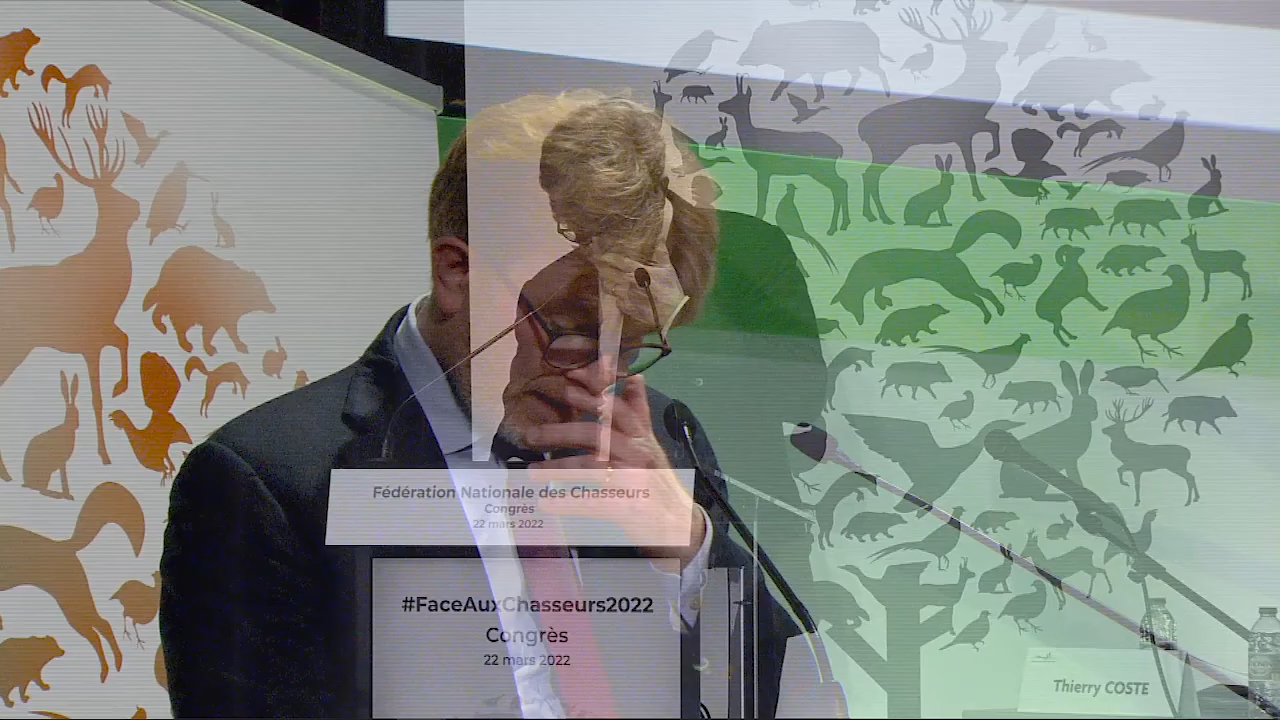 Fédération Nationale des Chasseurs
Congrès
22 mars 2022
#FaceAuxChasseurs2022
Congrès
22 mars 2022
Thierry COSTE